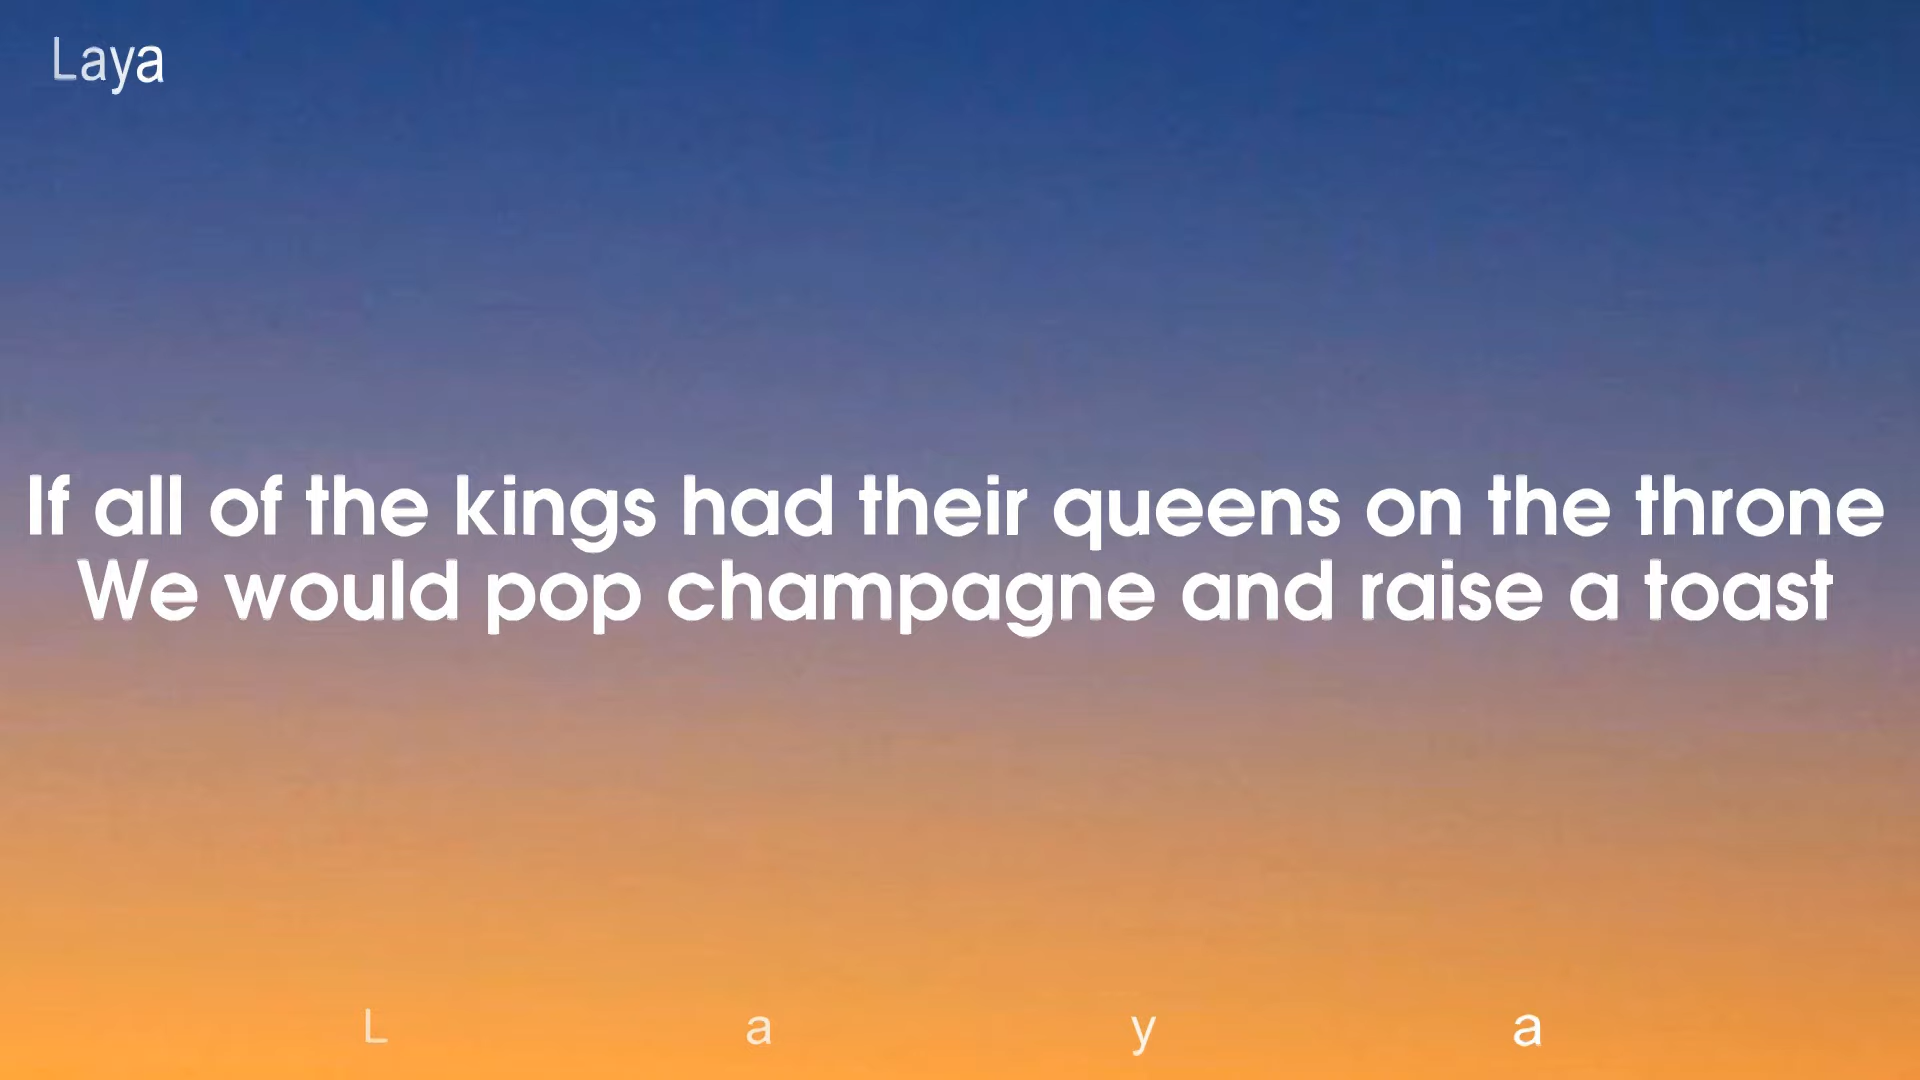 Laya
If all of the kings had their queens on the throne
We would pop champagne and raise a toast
L a y a